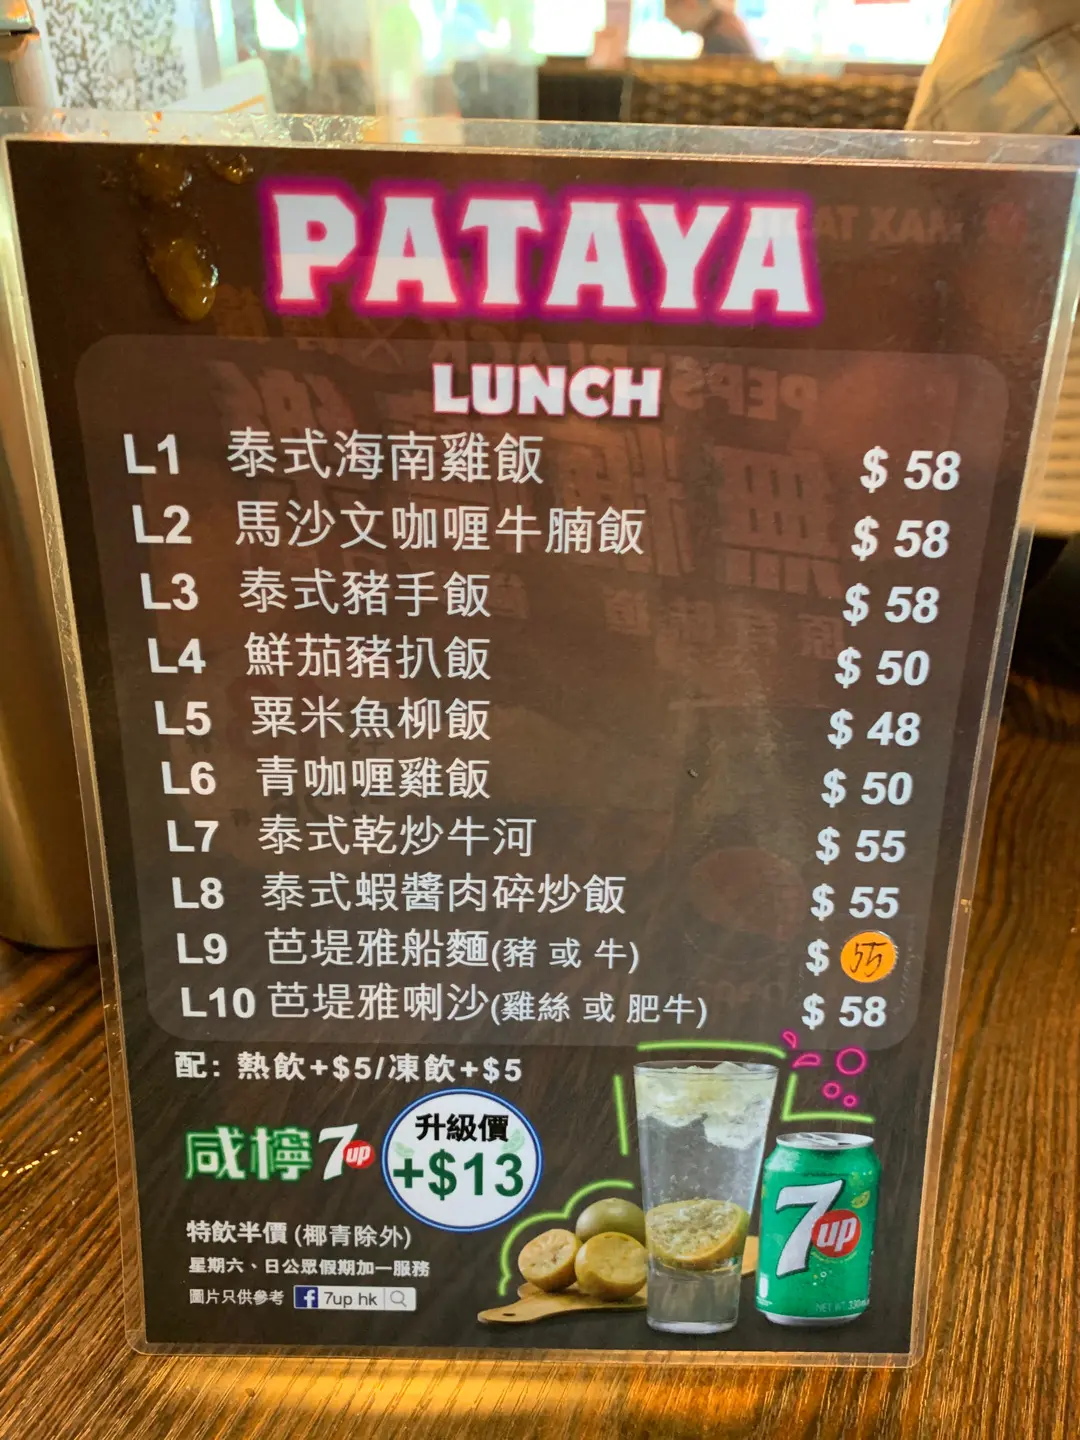 PATAYA
LUNCH
L1 泰式海南雞飯 $ 58
L2 馬沙文咖喱牛腩飯 $ 58
L3 泰式豬手飯 $ 58
L4 鮮茄豬扒飯 $ 50
L5 粟米魚柳飯 $ 48
L6 青咖喱雞飯 $ 50
L7 泰式乾炒牛河 $ 55
L8 泰式蝦醬肉碎炒飯 $ 55
L9 芭堤雅船麵(豬 或 牛) $ 55
L10 芭堤雅喇沙(雞絲 或 肥牛) $ 58
配: 熱飲+$5/凍飲+$5
咸檸7up
升級價
+$13
特飲半價 (椰青除外)
星期六、日公眾假期加一服務
圖片只供參考 f 7up hk
7up
NET WT 330ml